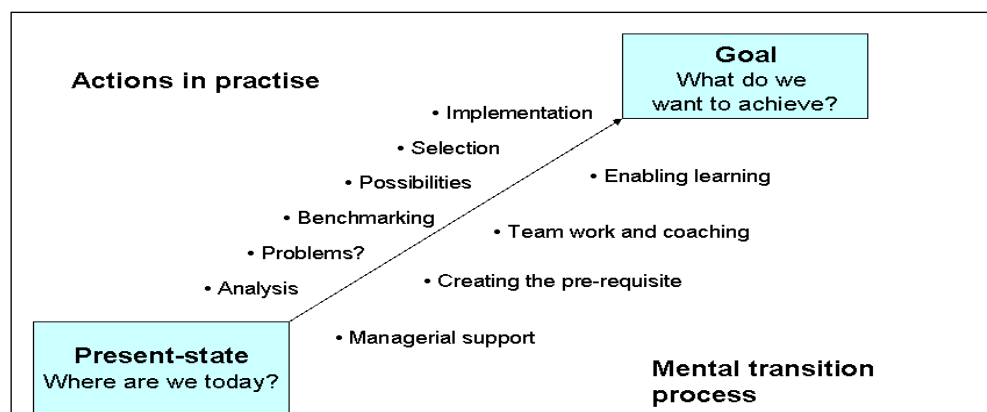 Goal
What do we
want to achieve?
Actions in practise
• Implementation
• Selection
• Enabling learning
• Possibilities
• Benchmarking
• Team work and coaching
• Problems?
• Creating the pre-requisite
• Analysis
• Managerial support
Present-state
Where are we today?
Mental transition
process